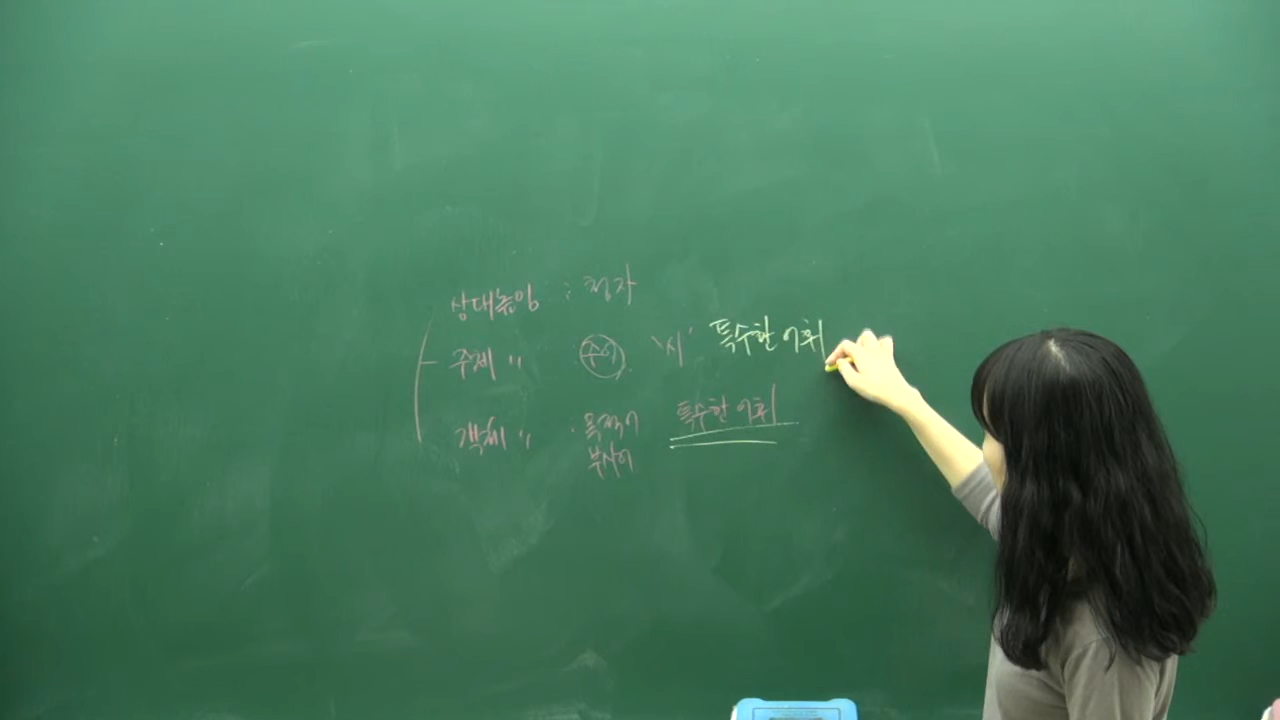 상대높임 : 청자
주체 〃 주어 '시' 특수한 어휘
객체 〃 : 목적어 특수한 어휘
부사어